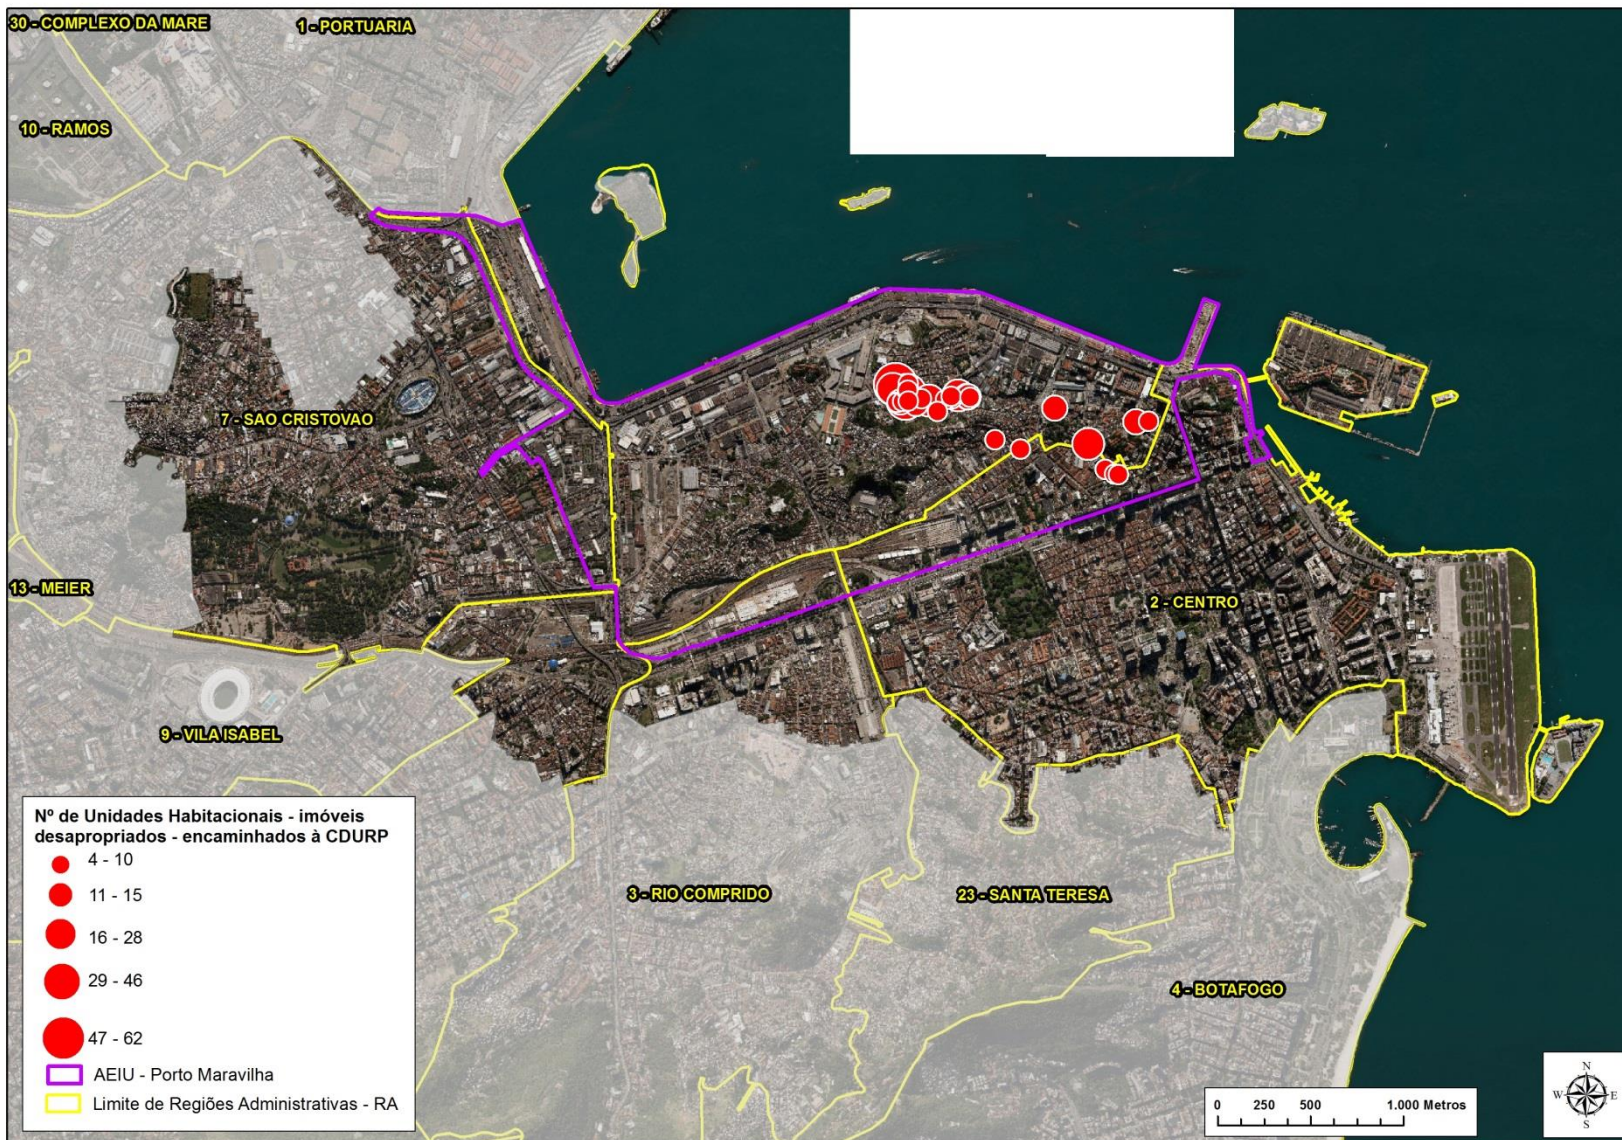 30 - COMPLEXO DA MARE
1 - PORTUARIA
10 - RAMOS
7 - SAO CRISTOVAO
13 - MEIER
2 - CENTRO
9 - VILA ISABEL
3 - RIO COMPRIDO
23 - SANTA TERESA
4 - BOTAFOGO
Nº de Unidades Habitacionais - imóveis
desapropriados - encaminhados à CDURP
4 - 10
11 - 15
16 - 28
29 - 46
47 - 62
AEIU - Porto Maravilha
Limite de Regiões Administrativas - RA
0 250 500 1.000 Metros
N
W E
S